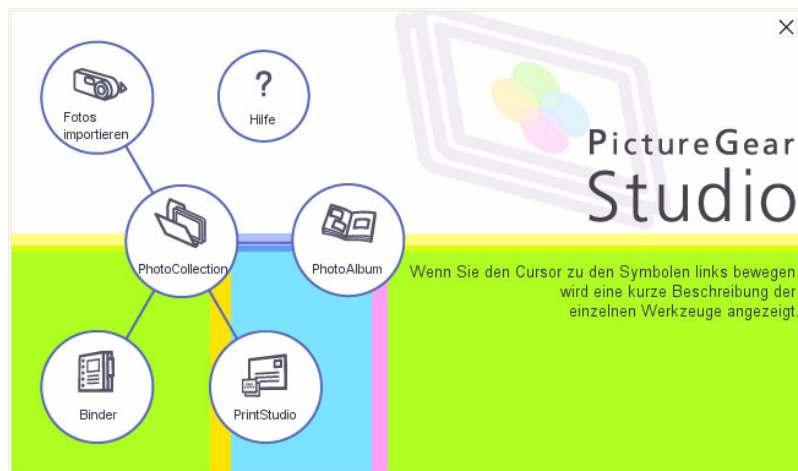 Fotos
importieren
?
Hilfe
PictureGear
Studio
PhotoCollection
PhotoAlbum
Wenn Sie den Cursor zu den Symbolen links bewegen
wird eine kurze Beschreibung der
einzelnen Werkzeuge angezeigt.
Binder
PrintStudio